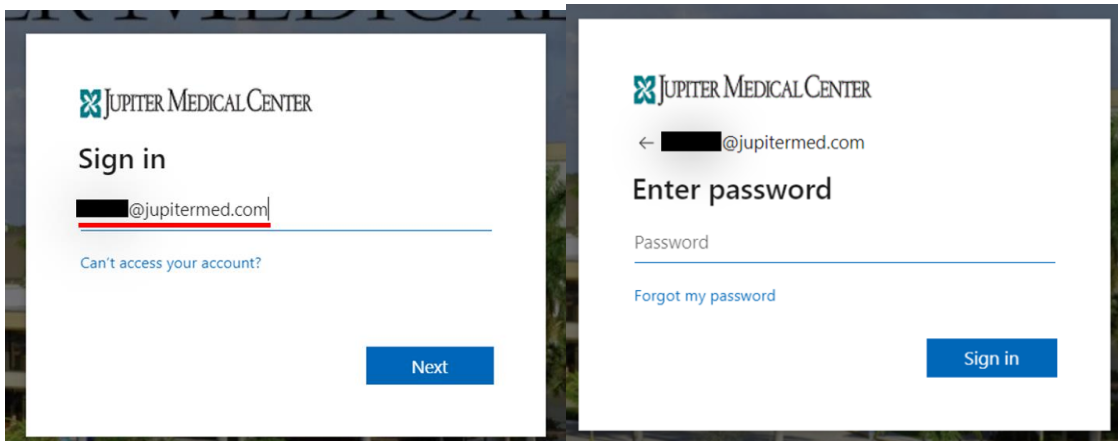 JUPITER MEDICAL CENTER
Sign in
@jupitermed.com
Can't access your account?
Next
JUPITER MEDICAL CENTER
← @jupitermed.com
Enter password
Password
Forgot my password
Sign in